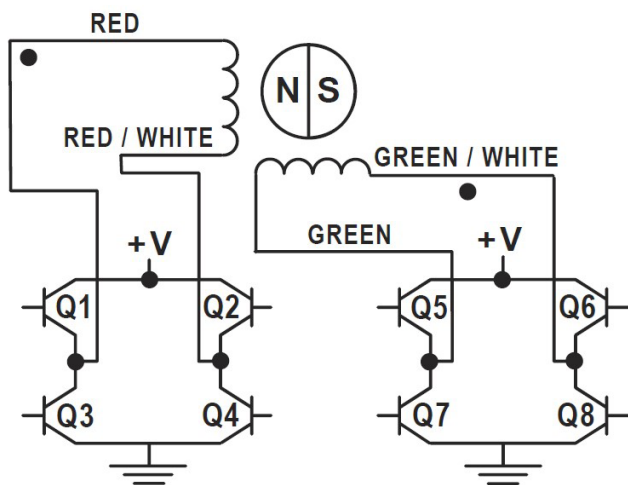 RED
N S
RED / WHITE
GREEN / WHITE
GREEN
+V
+V
Q1 Q2 Q5 Q6
Q3 Q4 Q7 Q8